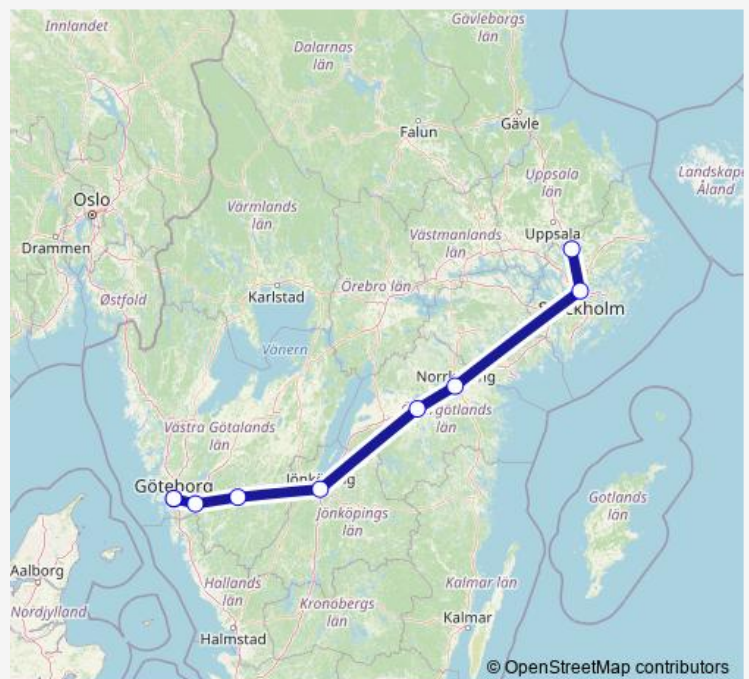 Innlandet
Gävleborgs
län
Dalarnas
län
Falun
Gävle
Landskape
Åland
Uppsala
län
Oslo
Värmlands
län
Västmanlands
län
Uppsala
Drammen
Østfold
Örebro län
Karlstad
Stockholm
Vänern
Västra Götalands
län
Göteborg
Jönköpings
län
Gotlands
län
Aalborg
Nordjylland
Hallands
län
Kronobergs
län
Kalmar län
Kalmar
Halmstad
© OpenStreetMap contributors